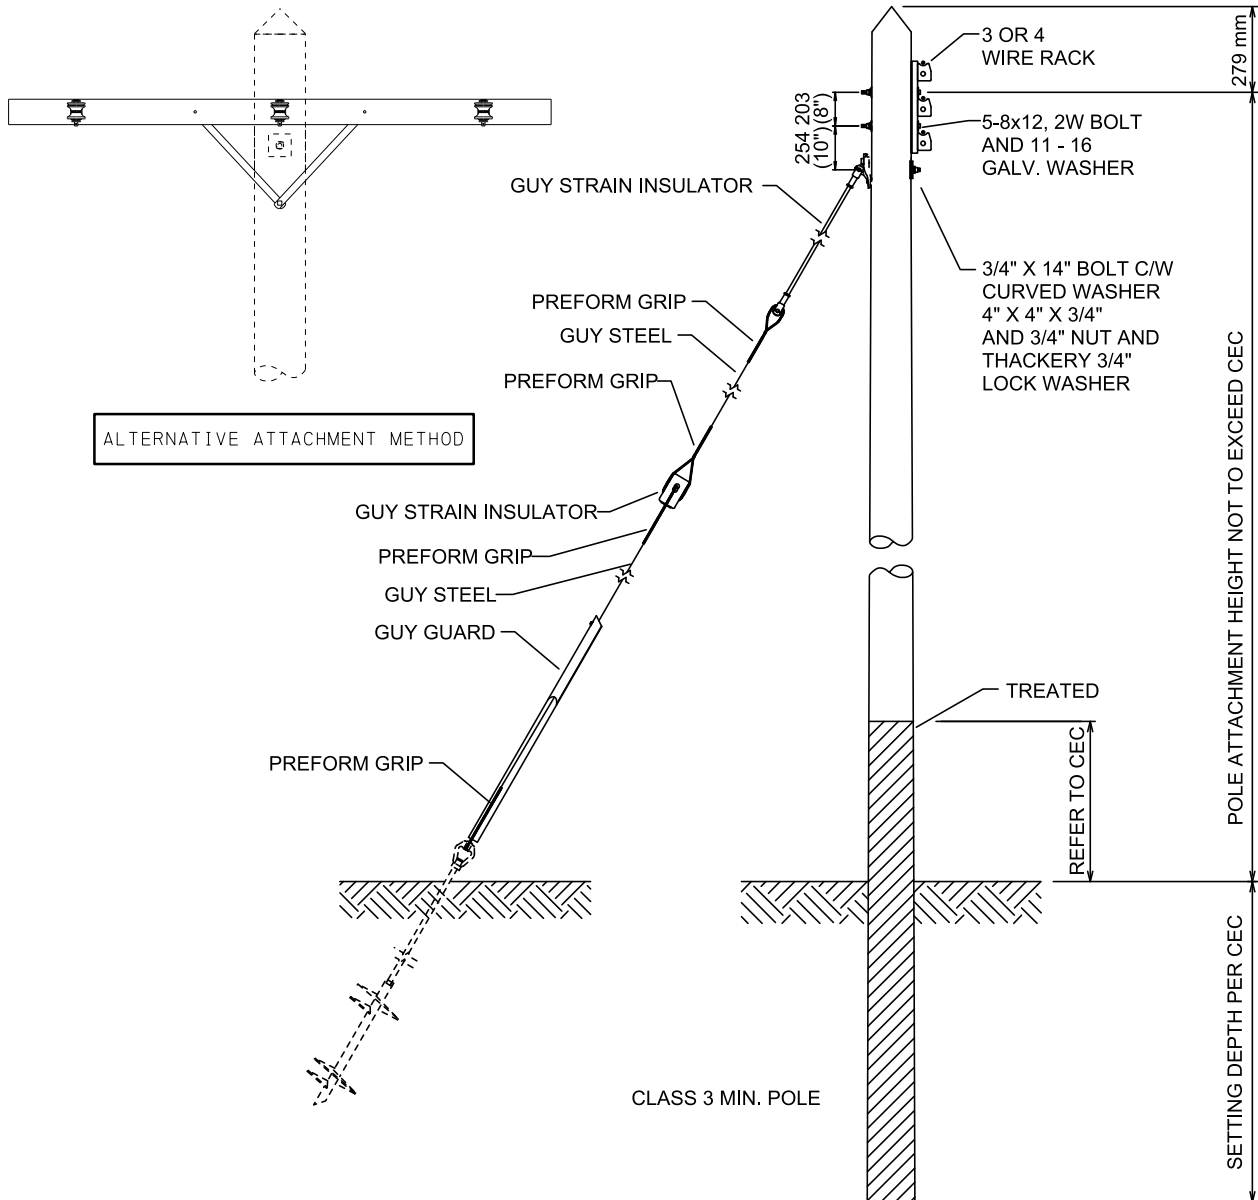 3 OR 4
WIRE RACK
279 mm
254 203
(10") (8")
5-8x12, 2W BOLT
AND 11 - 16
GALV. WASHER
GUY STRAIN INSULATOR
3/4" X 14" BOLT C/W
CURVED WASHER
4" X 4" X 3/4"
AND 3/4" NUT AND
THACKERY 3/4"
LOCK WASHER
PREFORM GRIP
GUY STEEL
PREFORM GRIP
ALTERNATIVE ATTACHMENT METHOD
GUY STRAIN INSULATOR
PREFORM GRIP
GUY STEEL
GUY GUARD
POLE ATTACHMENT HEIGHT NOT TO EXCEED CEC
TREATED
REFER TO CEC
PREFORM GRIP
SETTING DEPTH PER CEC
CLASS 3 MIN. POLE